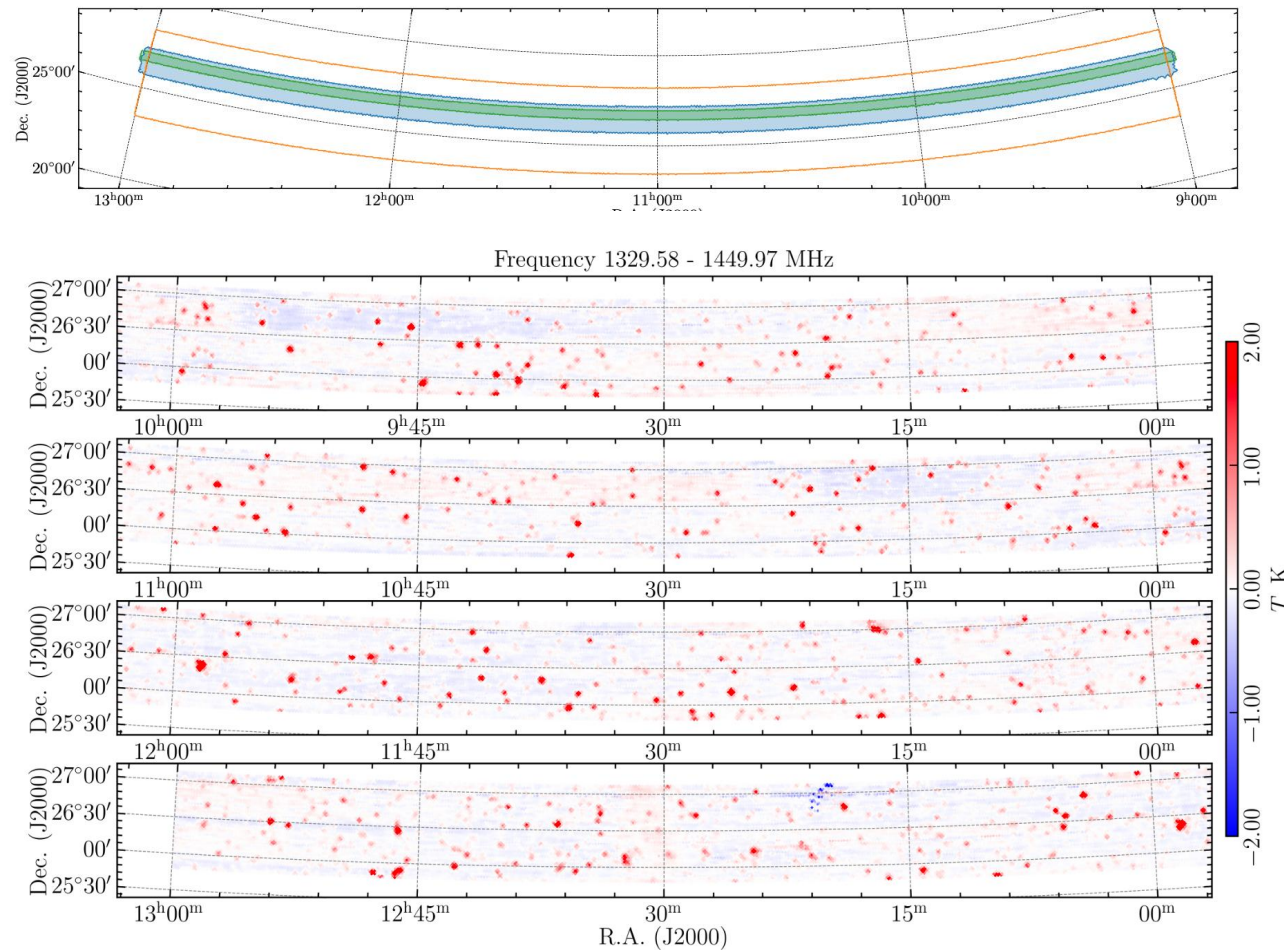 Dec. (J2000)
25°00′
20°00′
13ʰ00ᵐ 12ʰ00ᵐ 11ʰ00ᵐ 10ʰ00ᵐ 9ʰ00ᵐ
R.A. (J2000)
Frequency 1329.58 - 1449.97 MHz
Dec. (J2000)
27°00′
26°30′
00′
25°30′
10ʰ00ᵐ 9ʰ45ᵐ 30ᵐ 15ᵐ 00ᵐ
Dec. (J2000)
27°00′
26°30′
00′
25°30′
11ʰ00ᵐ 10ʰ45ᵐ 30ᵐ 15ᵐ 00ᵐ
Dec. (J2000)
27°00′
26°30′
00′
25°30′
12ʰ00ᵐ 11ʰ45ᵐ 30ᵐ 15ᵐ 00ᵐ
Dec. (J2000)
27°00′
26°30′
00′
25°30′
13ʰ00ᵐ 12ʰ45ᵐ 30ᵐ 15ᵐ 00ᵐ
R.A. (J2000)
2.00
1.00
0.00
−1.00
−2.00
T K